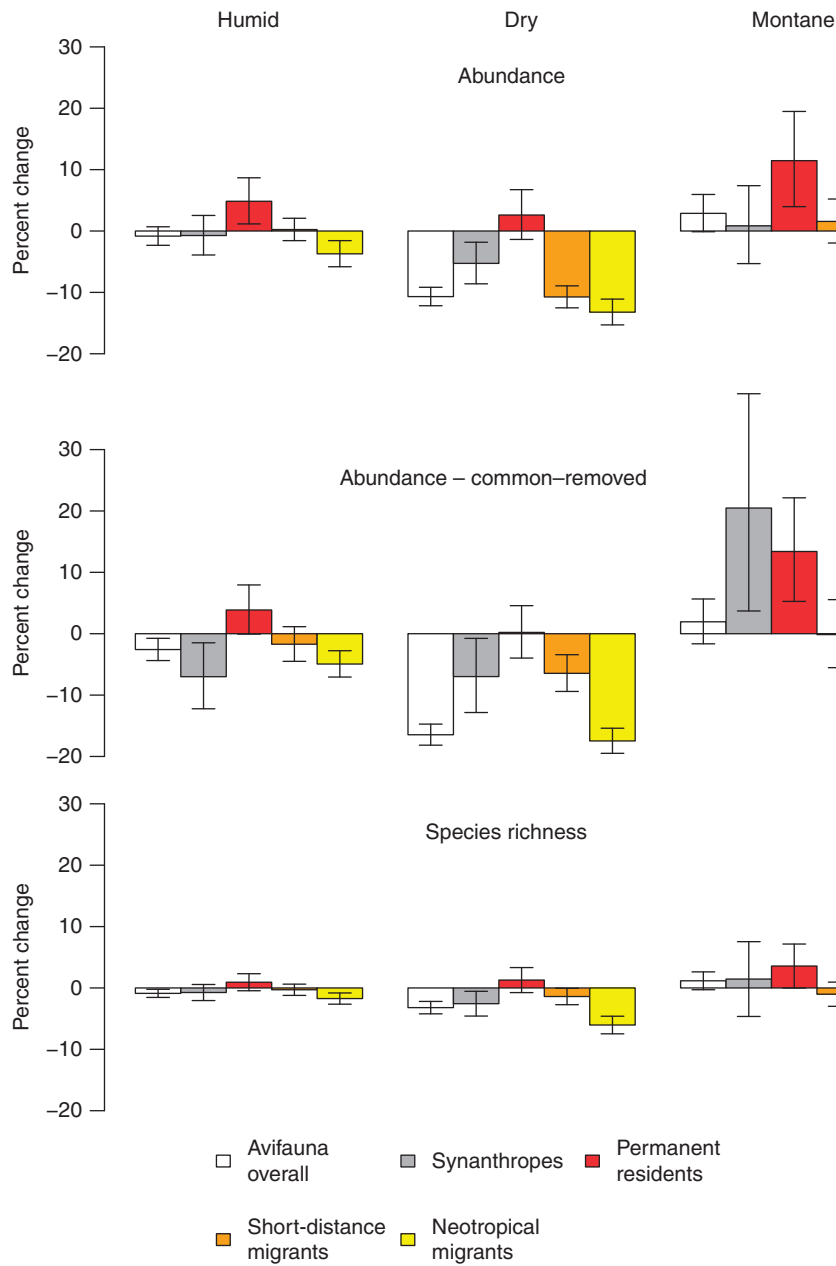 Humid Dry Montane
Abundance
Percent change
30
20
10
0
−10
−20
Abundance – common–removed
Percent change
30
20
10
0
−10
−20
Species richness
Percent change
30
20
10
0
−10
−20
Avifauna overall
Synanthropes
Permanent residents
Short-distance migrants
Neotropical migrants